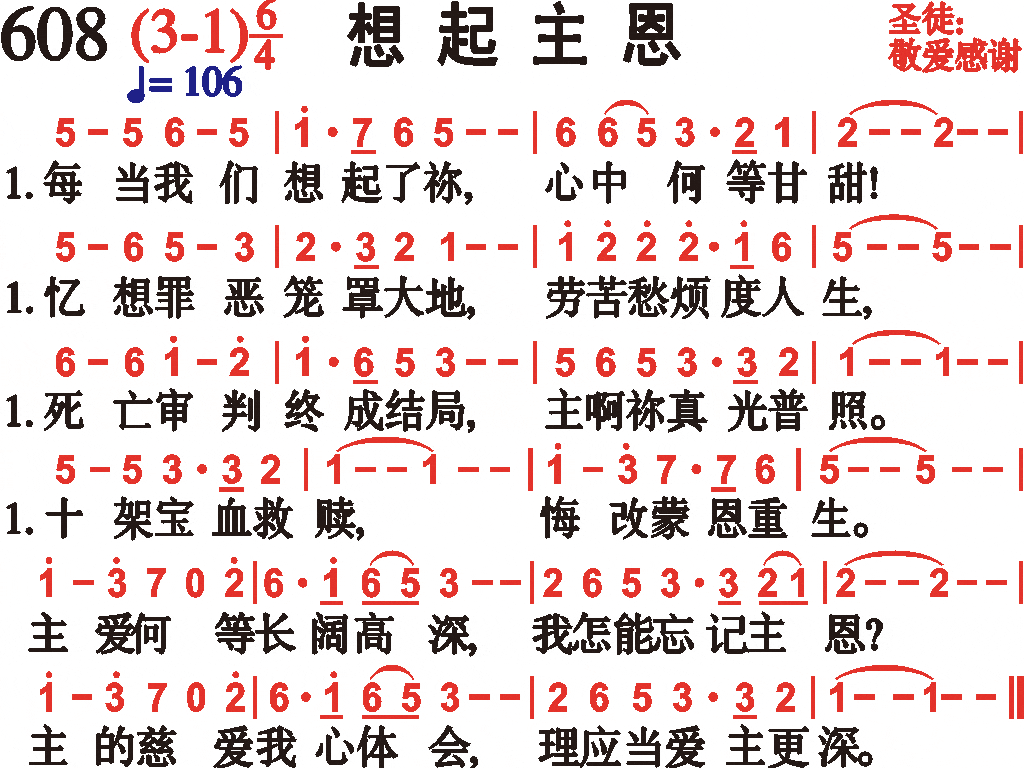 608 (3-1) 6/4 想起主恩 圣徒:
♩= 106 敬爱感谢
5 – 5 6 – 5 | i · 7 6 5 – – | 6 6 5 3 · 2 1 | 2 – – 2 – – |
1. 每 当我 们 想 起了祢, 心中 何 等甘 甜!
5 – 6 5 – 3 | 2 · 3 2 1 – – | i 2̇ 2̇ 2̇ · i 6 | 5 – – 5 – – |
1. 忆 想罪 恶 笼 罩大地, 劳苦愁烦 度人 生,
6 – 6 i – 2̇ | i · 6 5 3 – – | 5 6 5 3 · 3 2 | 1 – – 1 – – |
1. 死 亡审 判 终 成结局, 主啊祢真 光普 照。
5 – 5 3 · 3 2 | 1 – – 1 – – | i – 3̇ 7 · 7 6 | 5 – – 5 – – |
1. 十 架宝 血救 赎, 悔 改蒙 恩重 生。
i – 3̇ 7 0 2̇ | 6 · i 6 5 3 – – | 2 6 5 3 · 3 2 1 | 2 – – 2 – – |
主 爱何 等长 阔高 深, 我怎能忘 记主 恩?
i – 3̇ 7 0 2̇ | 6 · i 6 5 3 – – | 2 6 5 3 · 3 2 | 1 – – 1 – – ||
主 的慈 爱我 心体 会, 理应当爱 主更 深。